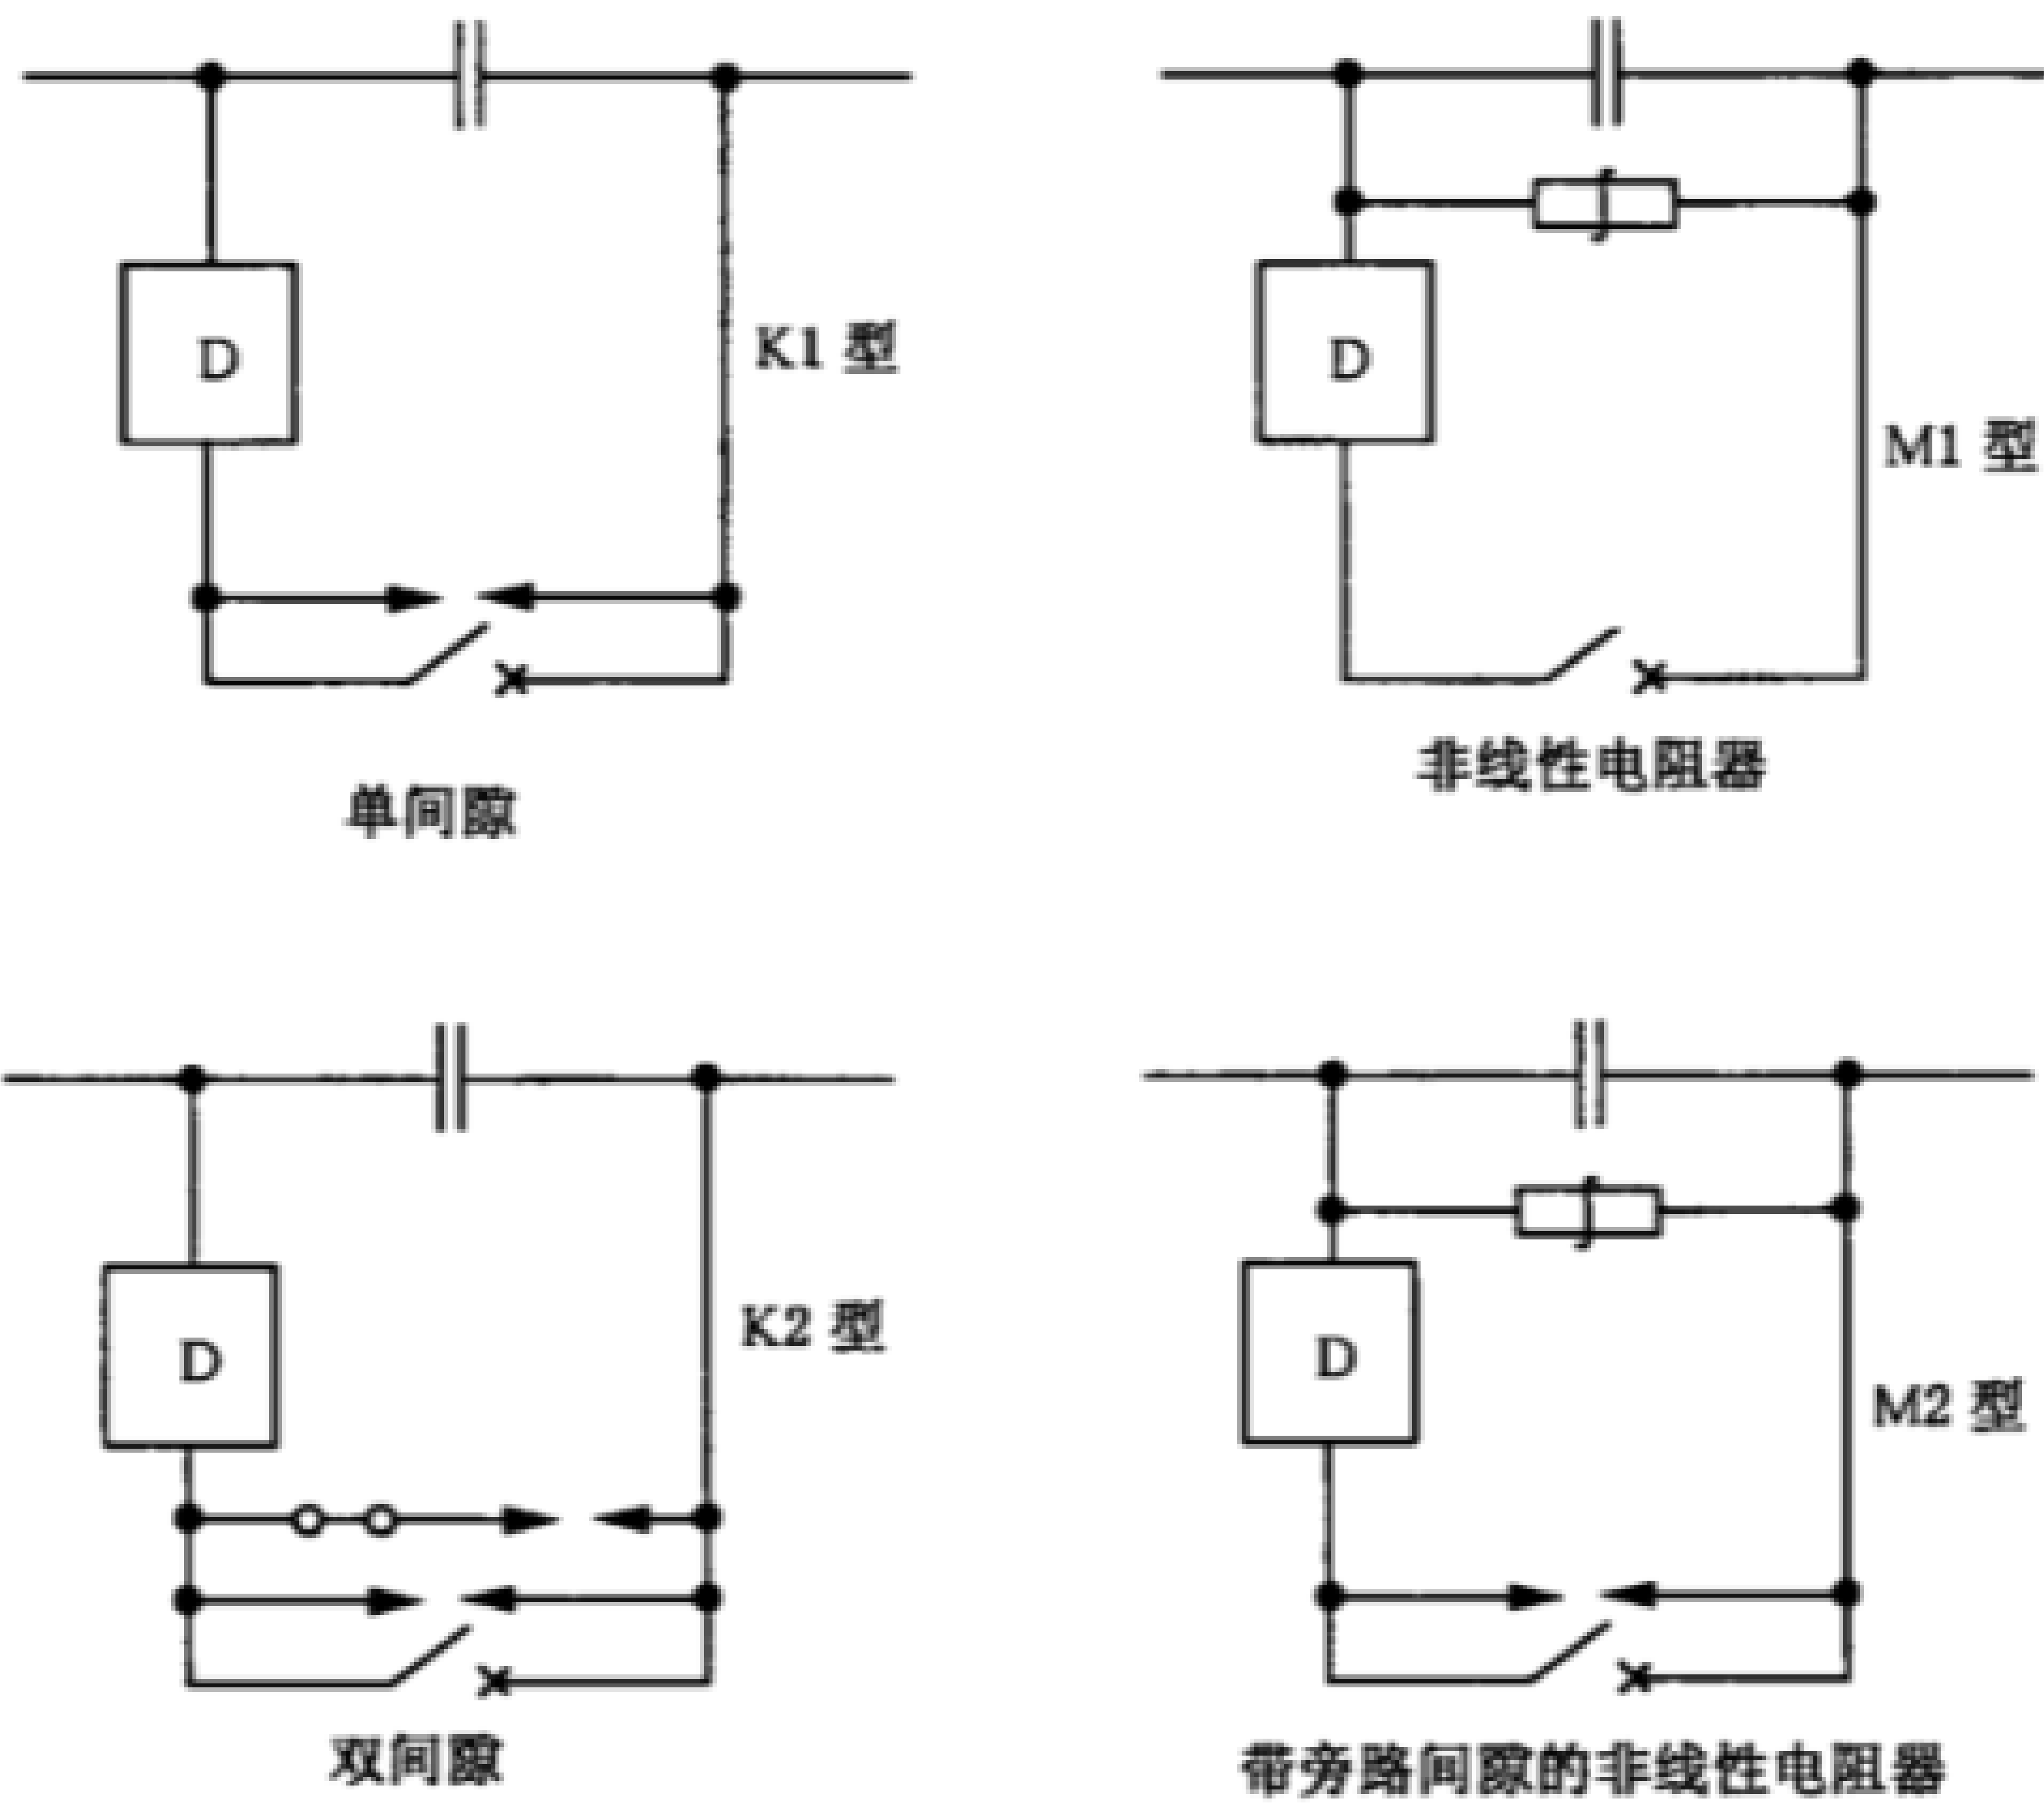 D
K1 型
单间隙
D
M1 型
非线性电阻器
D
K2 型
双间隙
D
M2 型
带旁路间隙的非线性电阻器